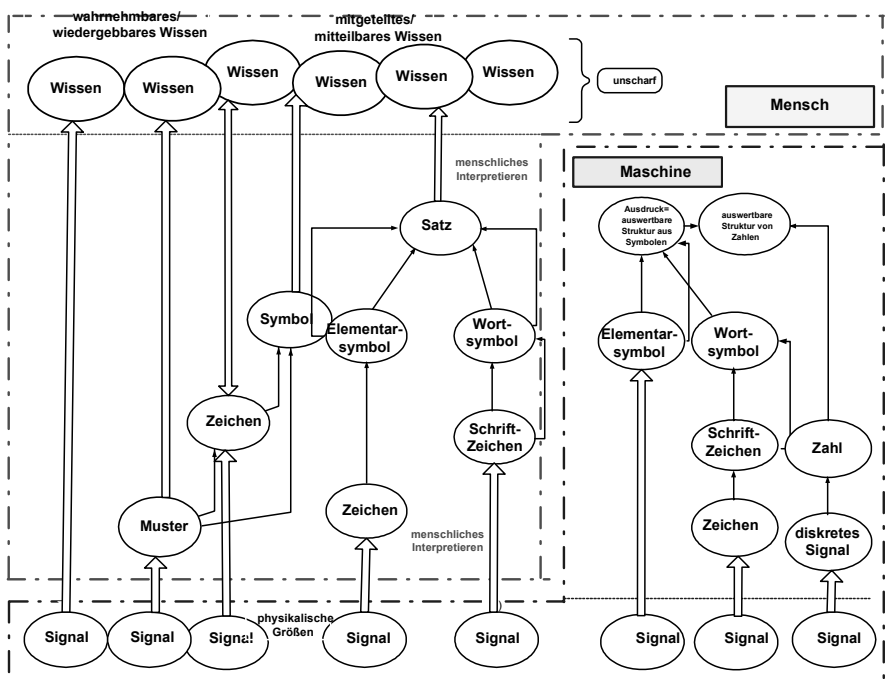 wahrnehmbares/
wiedergebbares Wissen
mitgeteiltes/
mitteilbares Wissen
Wissen
Wissen
Wissen
Wissen
Wissen
Wissen
unscharf
Mensch
menschliches
Interpretieren
Maschine
Satz
Ausdruck=
auswertbare
Struktur aus
Symbolen
auswertbare
Struktur von
Zahlen
Symbol
Elementar-
symbol
Wort-
symbol
Elementar-
symbol
Wort-
symbol
Zeichen
Schrift-
Zeichen
Schrift-
Zeichen
Zahl
Muster
Zeichen
menschliches
Interpretieren
Zeichen
diskretes
Signal
physikalische
Größen
Signal
Signal
Signal
Signal
Signal
Signal
Signal
Signal